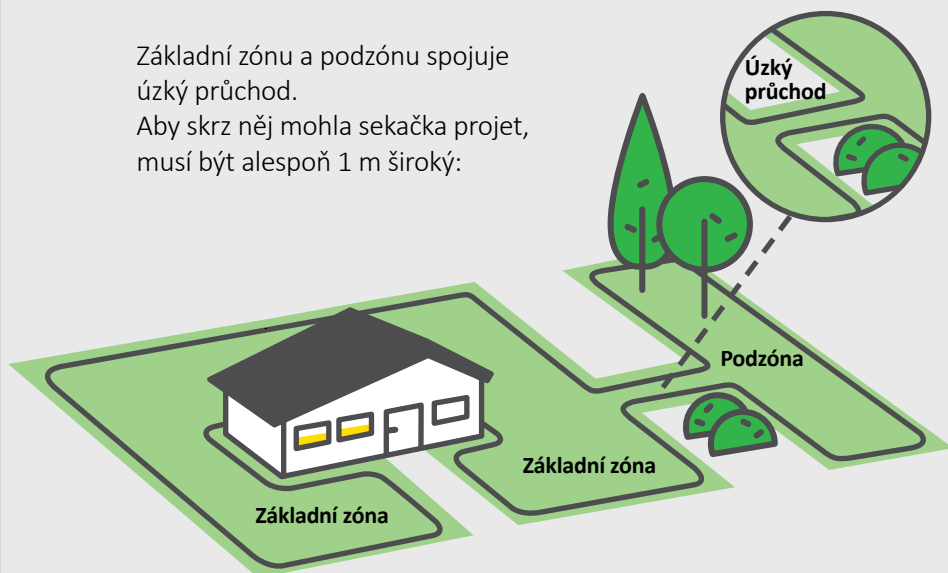 Základní zónu a podzónu spojuje
úzký průchod.
Aby skrz něj mohla sekačka projet,
musí být alespoň 1 m široký:
Úzký
průchod
Podzóna
Základní zóna
Základní zóna